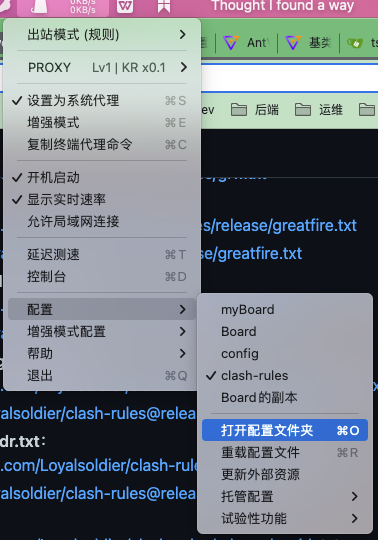 0KB/s
0KB/s
Thought I found a way
出站模式 (规则)
PROXY Lv1 | KR x0.1
设置为系统代理 ⌘S
增强模式 ⌘E
复制终端代理命令 ⌘C
开机启动
显示实时速率
允许局域网连接
延迟测速 ⌘T
控制台 ⌘D
配置
增强模式配置
帮助
退出 ⌘Q
myBoard
Board
config
clash-rules
Board的副本
打开配置文件夹 ⌘O
重载配置文件 ⌘R
更新外部资源
托管配置
试验性功能
Ant
基类
ts
ev
后端
运维
es/release/greatfire.txt
se/greatfire.txt
alsoldier/clash-rules@relea
dr.txt:
.com/Loyalsoldier/clash-rule
yalsoldier/clash-rules@relea